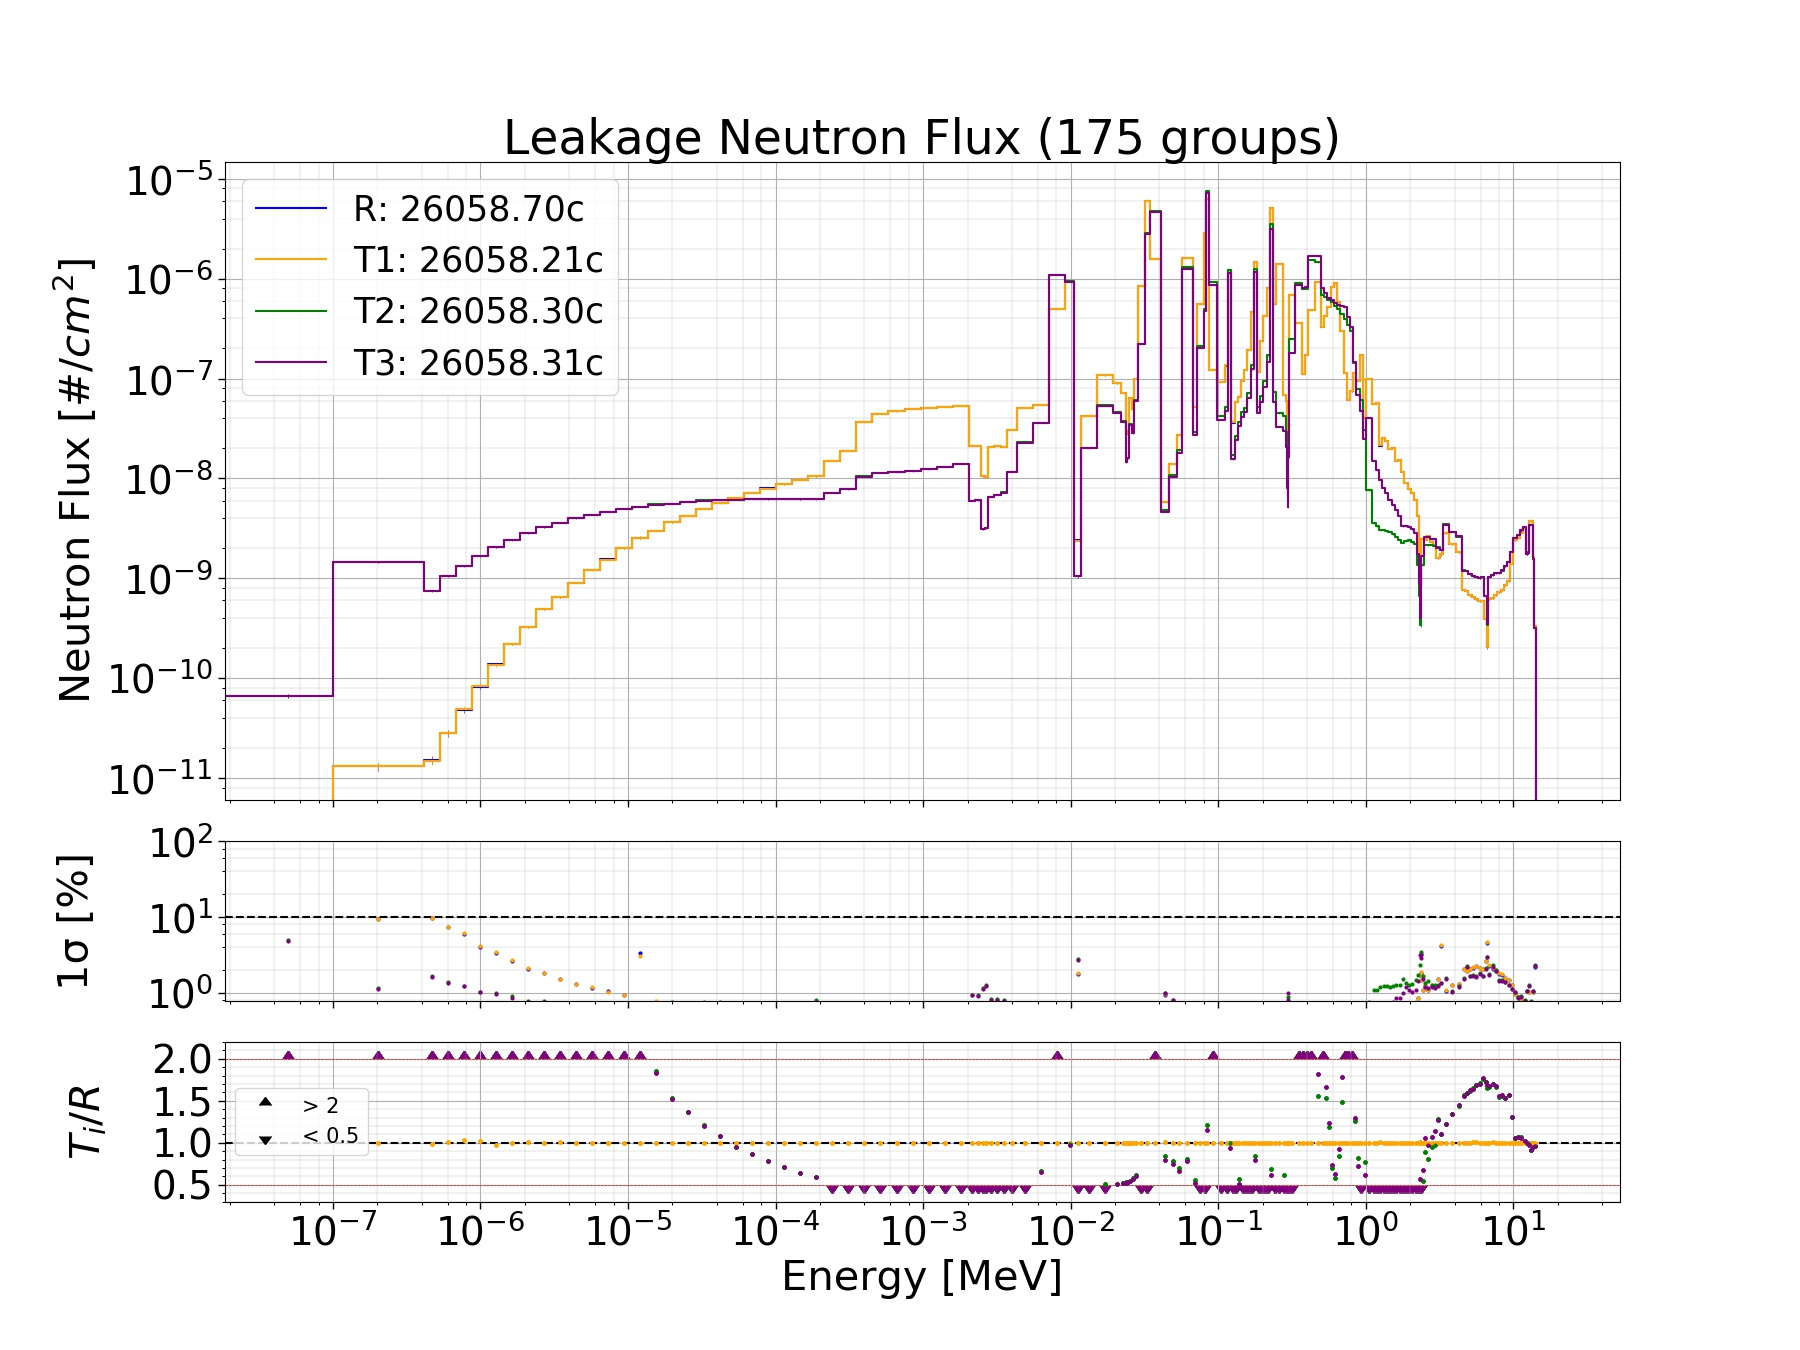 Leakage Neutron Flux (175 groups)
Neutron Flux [#/cm²]
10⁻⁵
10⁻⁶
10⁻⁷
10⁻⁸
10⁻⁹
10⁻¹⁰
10⁻¹¹
R: 26058.70c
T1: 26058.21c
T2: 26058.30c
T3: 26058.31c
1σ [%]
10²
10¹
10⁰
Tᵢ/R
2.0
1.5
1.0
0.5
> 2
< 0.5
10⁻⁷ 10⁻⁶ 10⁻⁵ 10⁻⁴ 10⁻³ 10⁻² 10⁻¹ 10⁰ 10¹
Energy [MeV]